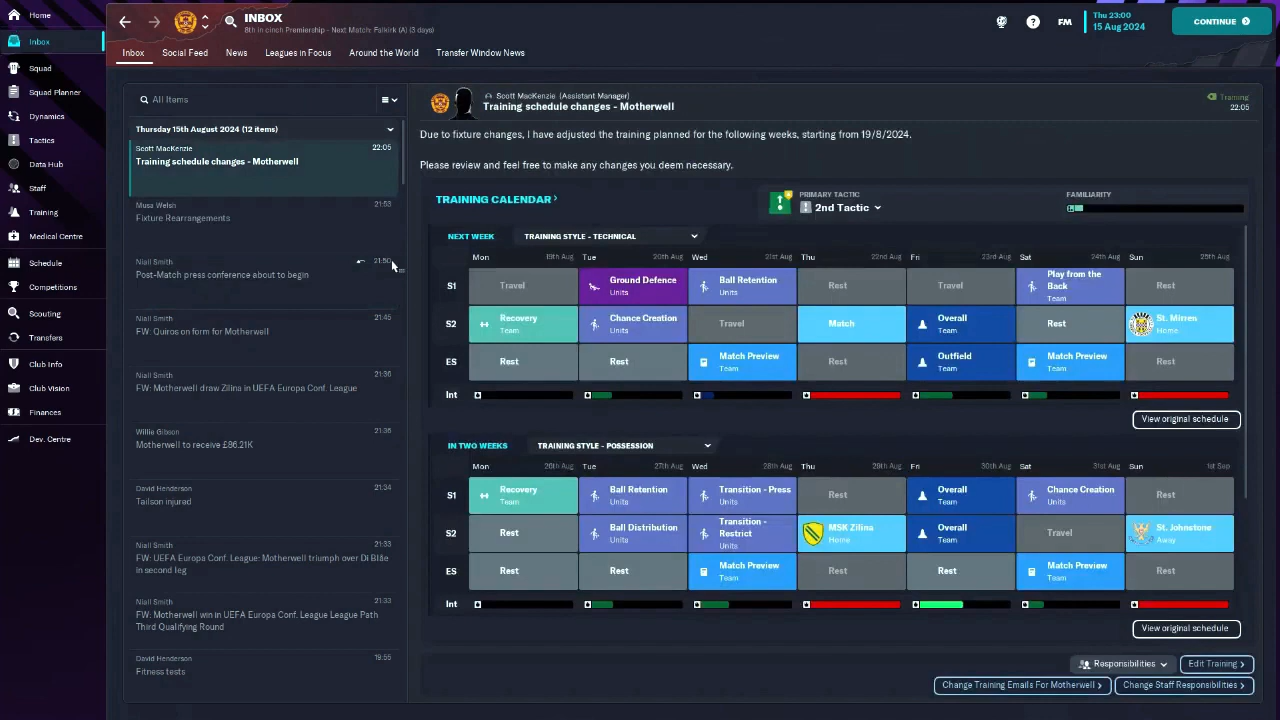 Home
Inbox
Squad
Squad Planner
Dynamics
Tactics
Data Hub
Staff
Training
Medical Centre
Schedule
Competitions
Scouting
Transfers
Club Info
Club Vision
Finances
Dev. Centre
INBOX
8th in cinch Premiership - Next Match: Falkirk (A) (3 days)
FM
Thu 23:00
15 Aug 2024
CONTINUE
Inbox
Social Feed
News
Leagues in Focus
Around the World
Transfer Window News
All Items
Thursday 15th August 2024 (12 items)
Scott MacKenzie 22:05
Training schedule changes - Motherwell
Musa Welsh 21:53
Fixture Rearrangements
Niall Smith 21:50
Post-Match press conference about to begin
Niall Smith 21:45
FW: Quiros on form for Motherwell
Niall Smith 21:36
FW: Motherwell draw Zilina in UEFA Europa Conf. League
Willie Gibson 21:36
Motherwell to receive £86.21K
David Henderson 21:34
Tailson injured
Niall Smith 21:33
FW: UEFA Europa Conf. League: Motherwell triumph over Di Blåe
in second leg
Niall Smith 21:33
FW: Motherwell win in UEFA Europa Conf. League League Path
Third Qualifying Round
David Henderson 19:55
Fitness tests
Scott MacKenzie (Assistant Manager)
Training schedule changes - Motherwell
Training
22:05
Due to fixture changes, I have adjusted the training planned for the following weeks, starting from 19/8/2024.
Please review and feel free to make any changes you deem necessary.
TRAINING CALENDAR
PRIMARY TACTIC
2nd Tactic
FAMILIARITY
NEXT WEEK TRAINING STYLE - TECHNICAL
Mon 19th Aug Tue 20th Aug Wed 21st Aug Thu 22nd Aug Fri 23rd Aug Sat 24th Aug Sun 25th Aug
S1 Travel Ground Defence Units Ball Retention Units Rest Travel Play from the Back Team Rest
S2 Recovery Team Chance Creation Units Travel Match Overall Team Rest St. Mirren Home
ES Rest Rest Match Preview Team Rest Outfield Team Match Preview Team Rest
Int
View original schedule
IN TWO WEEKS TRAINING STYLE - POSSESSION
Mon 26th Aug Tue 27th Aug Wed 28th Aug Thu 29th Aug Fri 30th Aug Sat 31st Aug Sun 1st Sep
S1 Recovery Team Ball Retention Units Transition - Press Units Rest Overall Team Chance Creation Units Rest
S2 Rest Ball Distribution Units Transition - Restrict Units MSK Zilina Home Overall Team Travel St. Johnstone Away
ES Rest Rest Match Preview Team Rest Rest Match Preview Team Rest
Int
View original schedule
Responsibilities
Edit Training
Change Training Emails For Motherwell
Change Staff Responsibilities